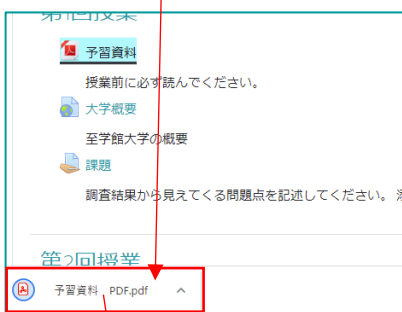 第1回授業
予習資料
授業前に必ず読んでください。
大学概要
至学館大学の概要
課題
調査結果から見えてくる問題点を記述してください。
第2回授業
予習資料 PDF.pdf